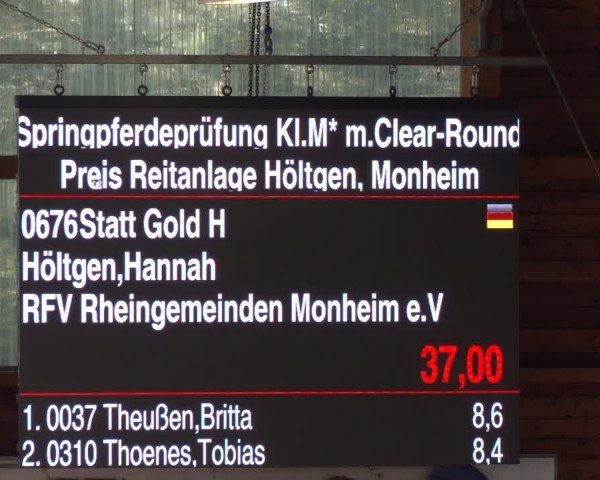 Springpferdeprüfung Kl.M* m.Clear-Round
Preis Reitanlage Höltgen, Monheim
0676Statt Gold H
Höltgen,Hannah
RFV Rheingemeinden Monheim e.V
37,00
1. 0037 Theußen,Britta 8,6
2. 0310 Thoenes,Tobias 8,4